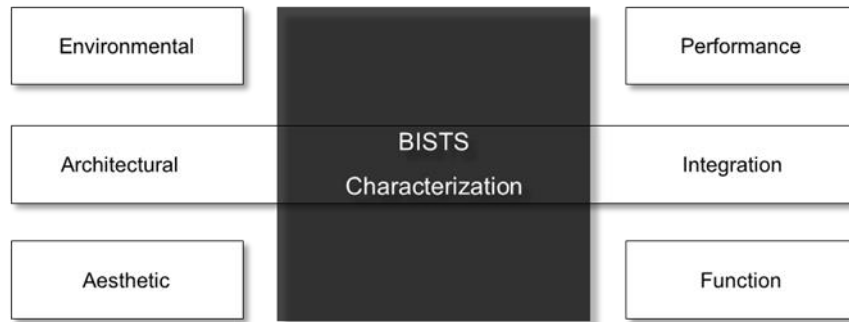 Environmental
Performance
BISTS
Characterization
Architectural
Integration
Aesthetic
Function